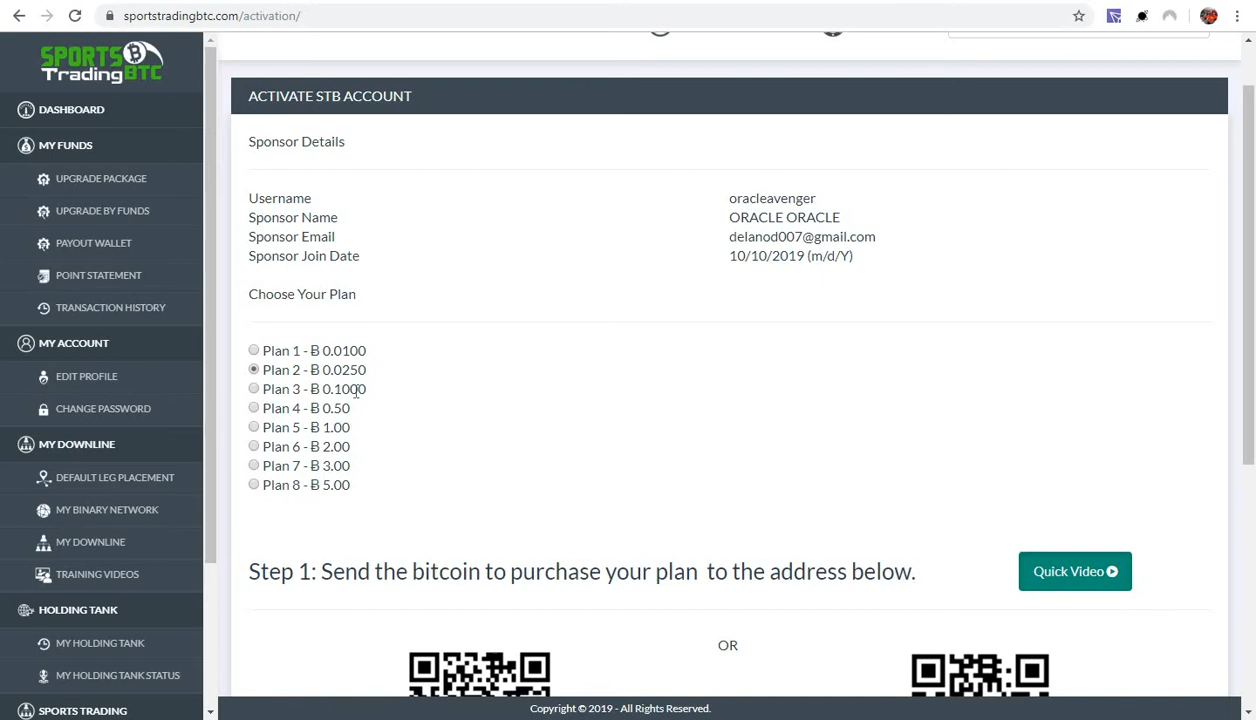 sportstradingbtc.com/activation/
SPORTS
TradingBTC
DASHBOARD
MY FUNDS
UPGRADE PACKAGE
UPGRADE BY FUNDS
PAYOUT WALLET
POINT STATEMENT
TRANSACTION HISTORY
MY ACCOUNT
EDIT PROFILE
CHANGE PASSWORD
MY DOWNLINE
DEFAULT LEG PLACEMENT
MY BINARY NETWORK
MY DOWNLINE
TRAINING VIDEOS
HOLDING TANK
MY HOLDING TANK
MY HOLDING TANK STATUS
SPORTS TRADING
ACTIVATE STB ACCOUNT
Sponsor Details
Username oracleavenger
Sponsor Name ORACLE ORACLE
Sponsor Email delanod007@gmail.com
Sponsor Join Date 10/10/2019 (m/d/Y)
Choose Your Plan
Plan 1 - Ƀ 0.0100
Plan 2 - Ƀ 0.0250
Plan 3 - Ƀ 0.1000
Plan 4 - Ƀ 0.50
Plan 5 - Ƀ 1.00
Plan 6 - Ƀ 2.00
Plan 7 - Ƀ 3.00
Plan 8 - Ƀ 5.00
Step 1: Send the bitcoin to purchase your plan to the address below.
Quick Video
OR
Copyright © 2019 - All Rights Reserved.